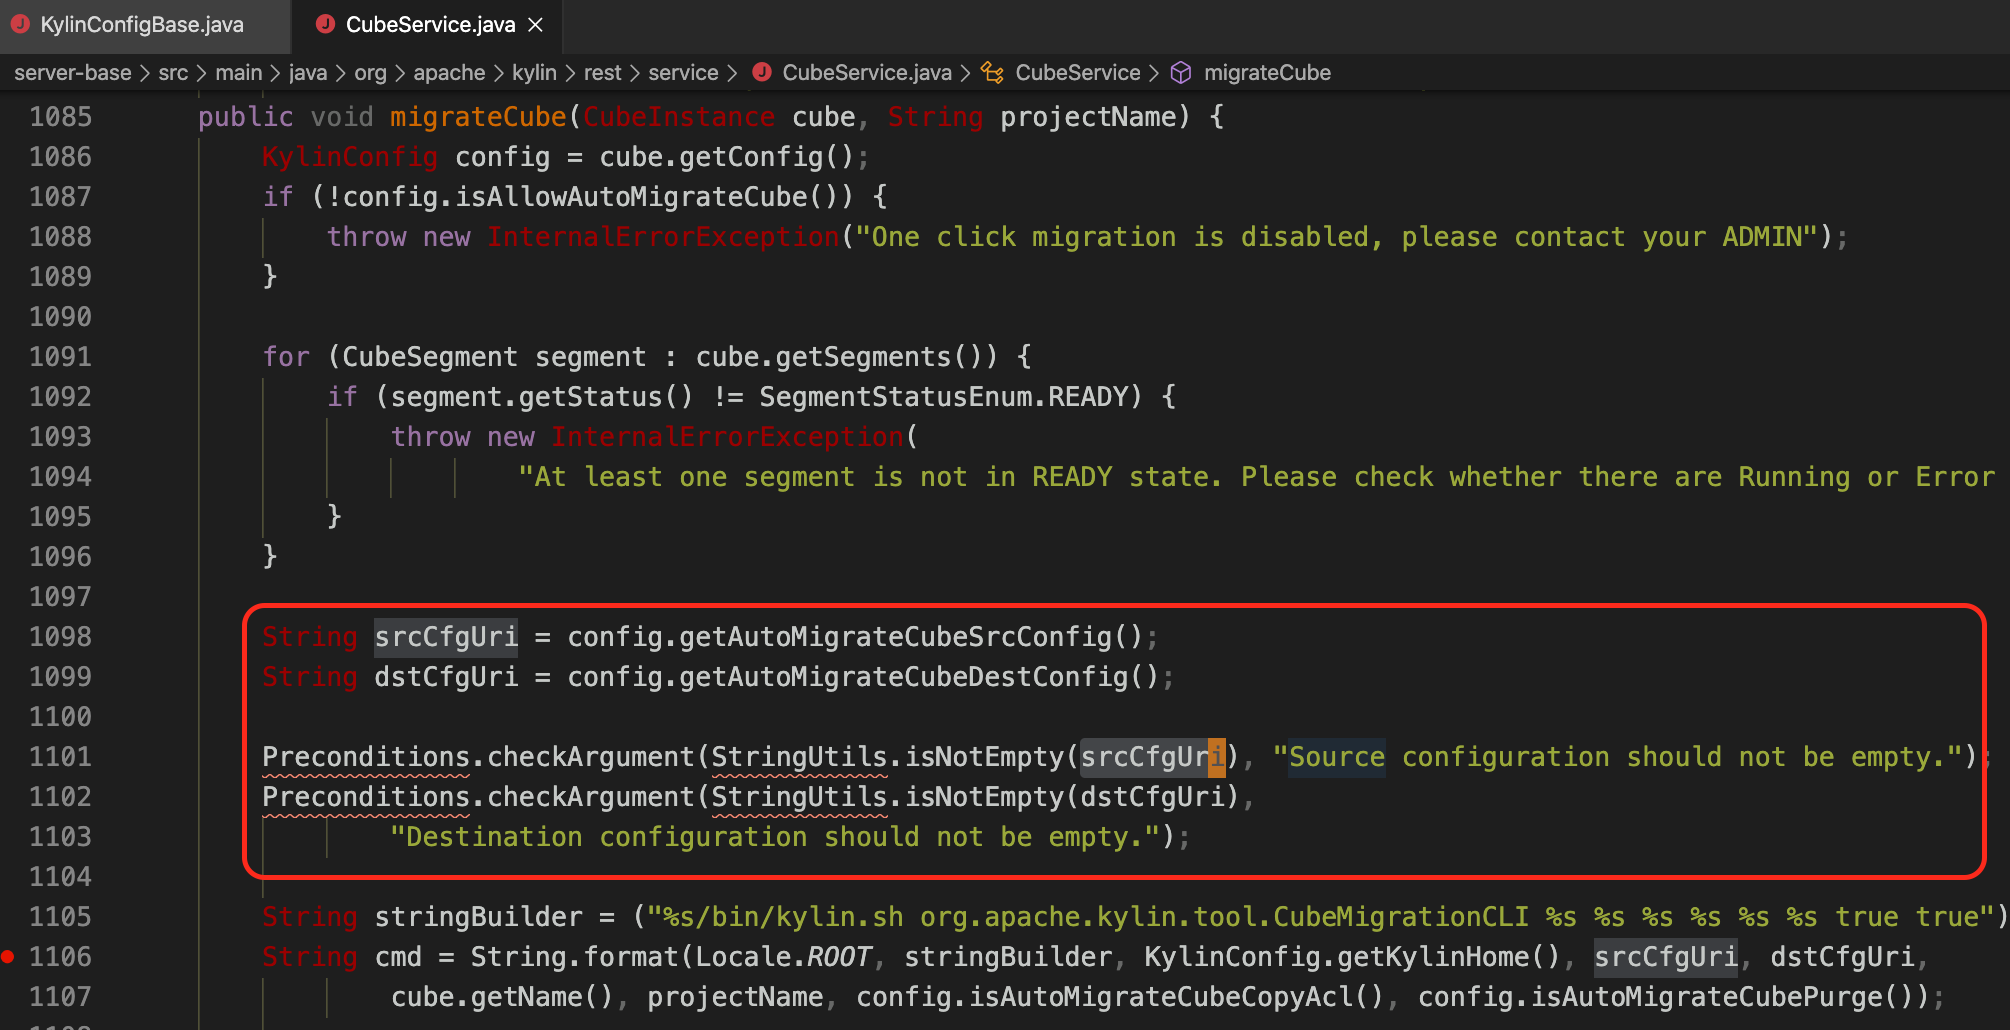 KylinConfigBase.java CubeService.java
server-base > src > main > java > org > apache > kylin > rest > service > CubeService.java > CubeService > migrateCube
1085 public void migrateCube(CubeInstance cube, String projectName) {
1086 KylinConfig config = cube.getConfig();
1087 if (!config.isAllowAutoMigrateCube()) {
1088 throw new InternalErrorException("One click migration is disabled, please contact your ADMIN");
1089 }
1090
1091 for (CubeSegment segment : cube.getSegments()) {
1092 if (segment.getStatus() != SegmentStatusEnum.READY) {
1093 throw new InternalErrorException(
1094 "At least one segment is not in READY state. Please check whether there are Running or Error
1095 }
1096 }
1097
1098 String srcCfgUri = config.getAutoMigrateCubeSrcConfig();
1099 String dstCfgUri = config.getAutoMigrateCubeDestConfig();
1100
1101 Preconditions.checkArgument(StringUtils.isNotEmpty(srcCfgUri), "Source configuration should not be empty.");
1102 Preconditions.checkArgument(StringUtils.isNotEmpty(dstCfgUri),
1103 "Destination configuration should not be empty.");
1104
1105 String stringBuilder = ("%s/bin/kylin.sh org.apache.kylin.tool.CubeMigrationCLI %s %s %s %s %s %s true true")
1106 String cmd = String.format(Locale.ROOT, stringBuilder, KylinConfig.getKylinHome(), srcCfgUri, dstCfgUri,
1107 cube.getName(), projectName, config.isAutoMigrateCubeCopyAcl(), config.isAutoMigrateCubePurge());